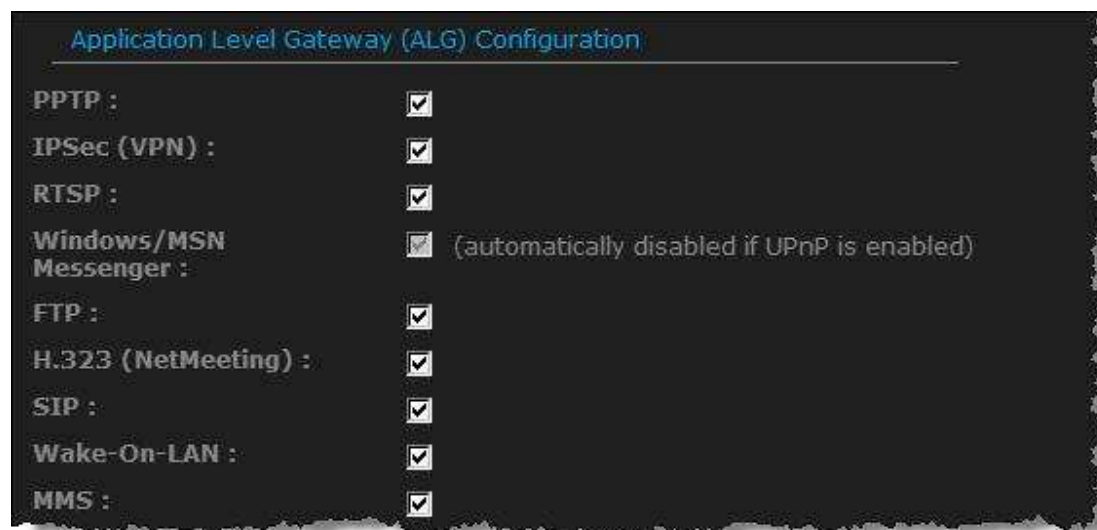 Application Level Gateway (ALG) Configuration
PPTP :
IPSec (VPN) :
RTSP :
Windows/MSN
Messenger :
(automatically disabled if UPnP is enabled)
FTP :
H.323 (NetMeeting) :
SIP :
Wake-On-LAN :
MMS :